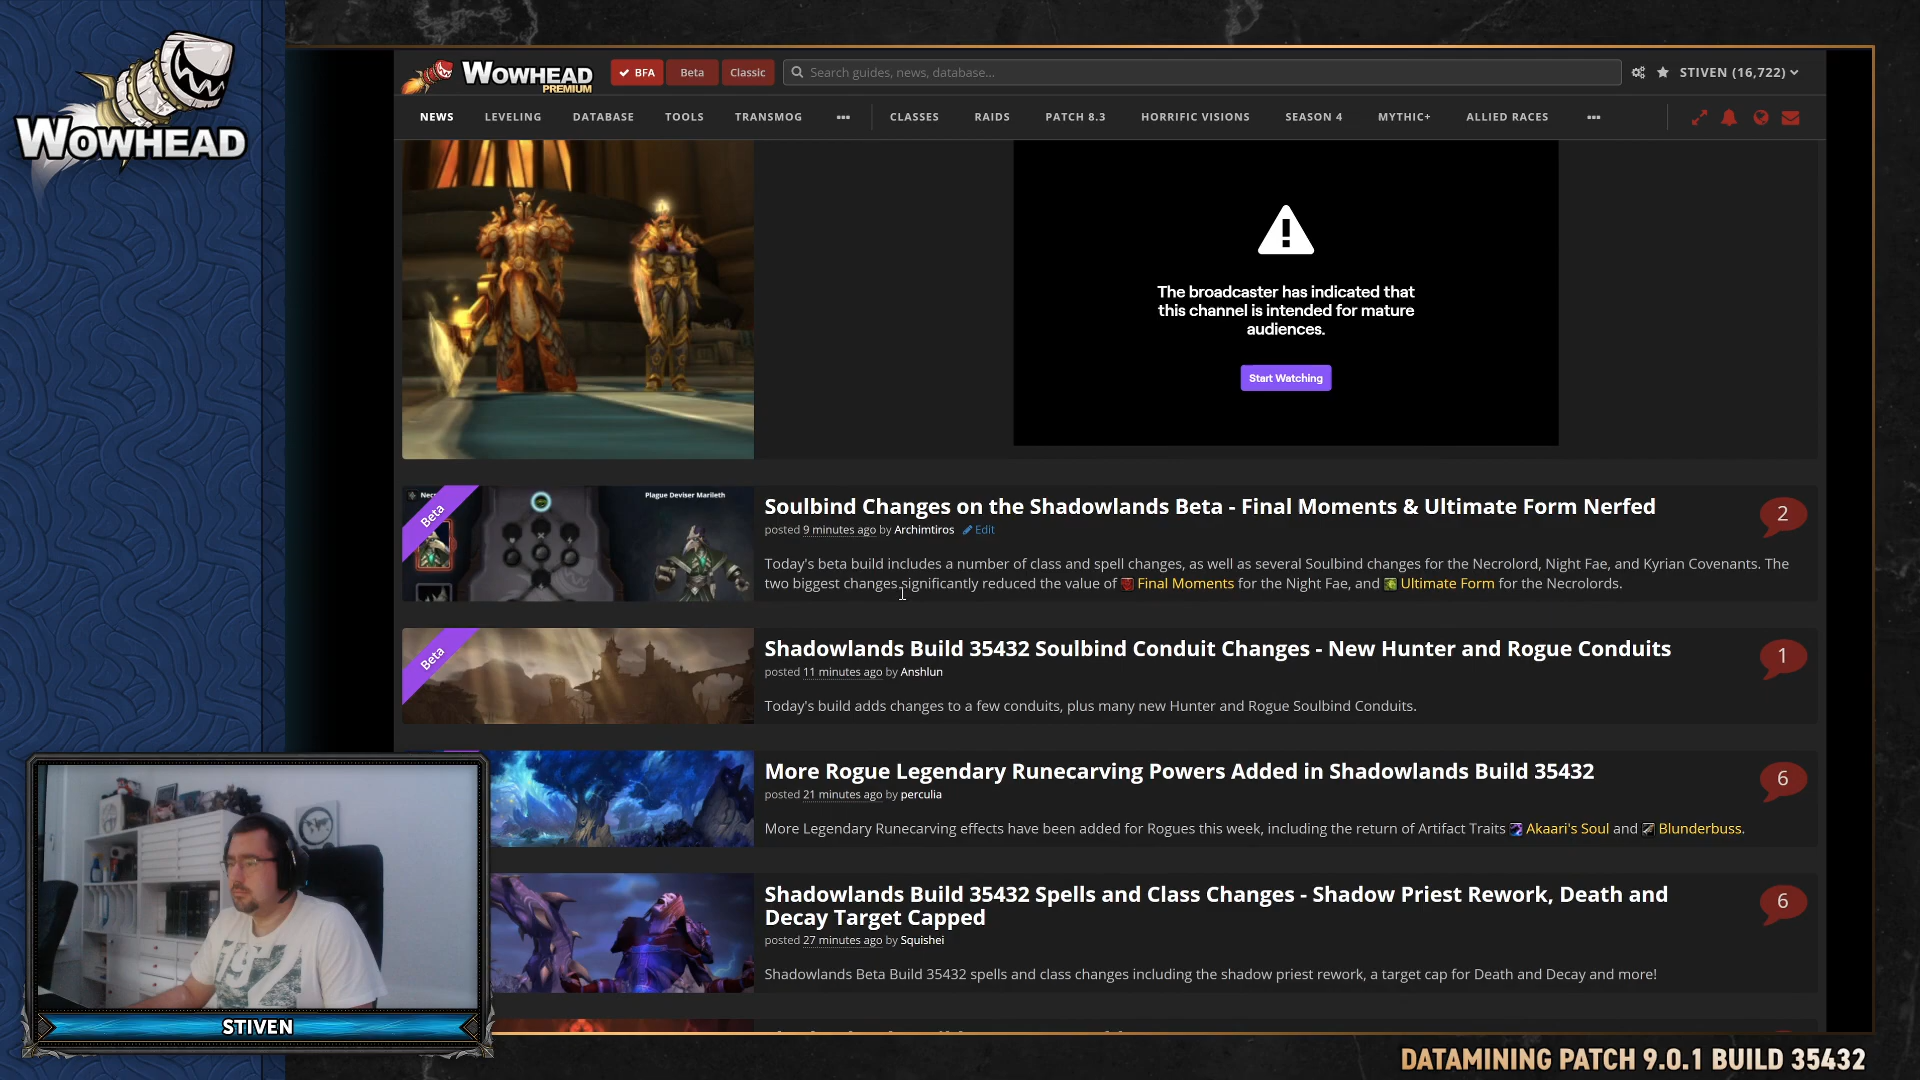 WOWHEAD
WOWHEAD
PREMIUM
BFA
Beta
Classic
Search guides, news, database...
STIVEN (16,722)
NEWS
LEVELING
DATABASE
TOOLS
TRANSMOG
CLASSES
RAIDS
PATCH 8.3
HORRIFIC VISIONS
SEASON 4
MYTHIC+
ALLIED RACES
The broadcaster has indicated that
this channel is intended for mature
audiences.
Start Watching
Beta
Plague Deviser Marileth
Soulbind Changes on the Shadowlands Beta - Final Moments & Ultimate Form Nerfed
posted 9 minutes ago by Archimtiros Edit
2
Today's beta build includes a number of class and spell changes, as well as several Soulbind changes for the Necrolord, Night Fae, and Kyrian Covenants. The
two biggest changes significantly reduced the value of Final Moments for the Night Fae, and Ultimate Form for the Necrolords.
Beta
Shadowlands Build 35432 Soulbind Conduit Changes - New Hunter and Rogue Conduits
posted 11 minutes ago by Anshlun
1
Today's build adds changes to a few conduits, plus many new Hunter and Rogue Soulbind Conduits.
More Rogue Legendary Runecarving Powers Added in Shadowlands Build 35432
posted 21 minutes ago by perculia
6
More Legendary Runecarving effects have been added for Rogues this week, including the return of Artifact Traits Akaari's Soul and Blunderbuss.
Shadowlands Build 35432 Spells and Class Changes - Shadow Priest Rework, Death and
Decay Target Capped
posted 27 minutes ago by Squishei
6
Shadowlands Beta Build 35432 spells and class changes including the shadow priest rework, a target cap for Death and Decay and more!
STIVEN
DATAMINING PATCH 9.0.1 BUILD 35432